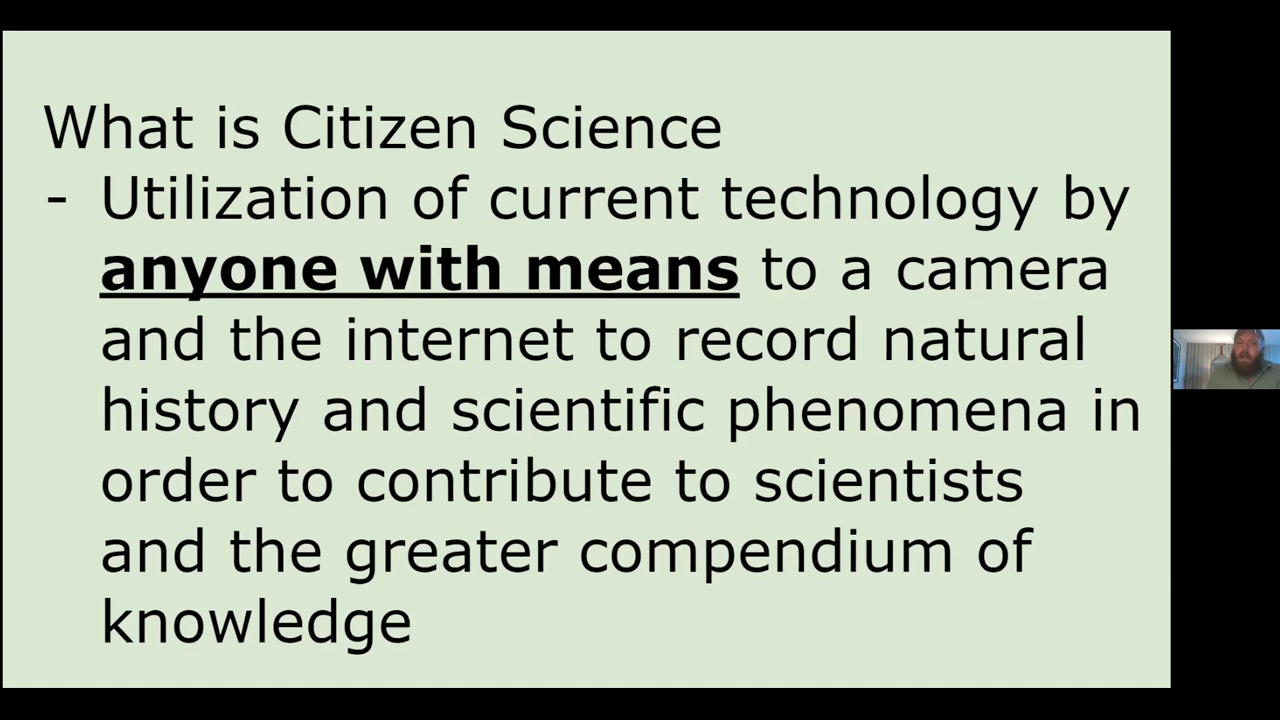 What is Citizen Science
- Utilization of current technology by
anyone with means to a camera
and the internet to record natural
history and scientific phenomena in
order to contribute to scientists
and the greater compendium of
knowledge